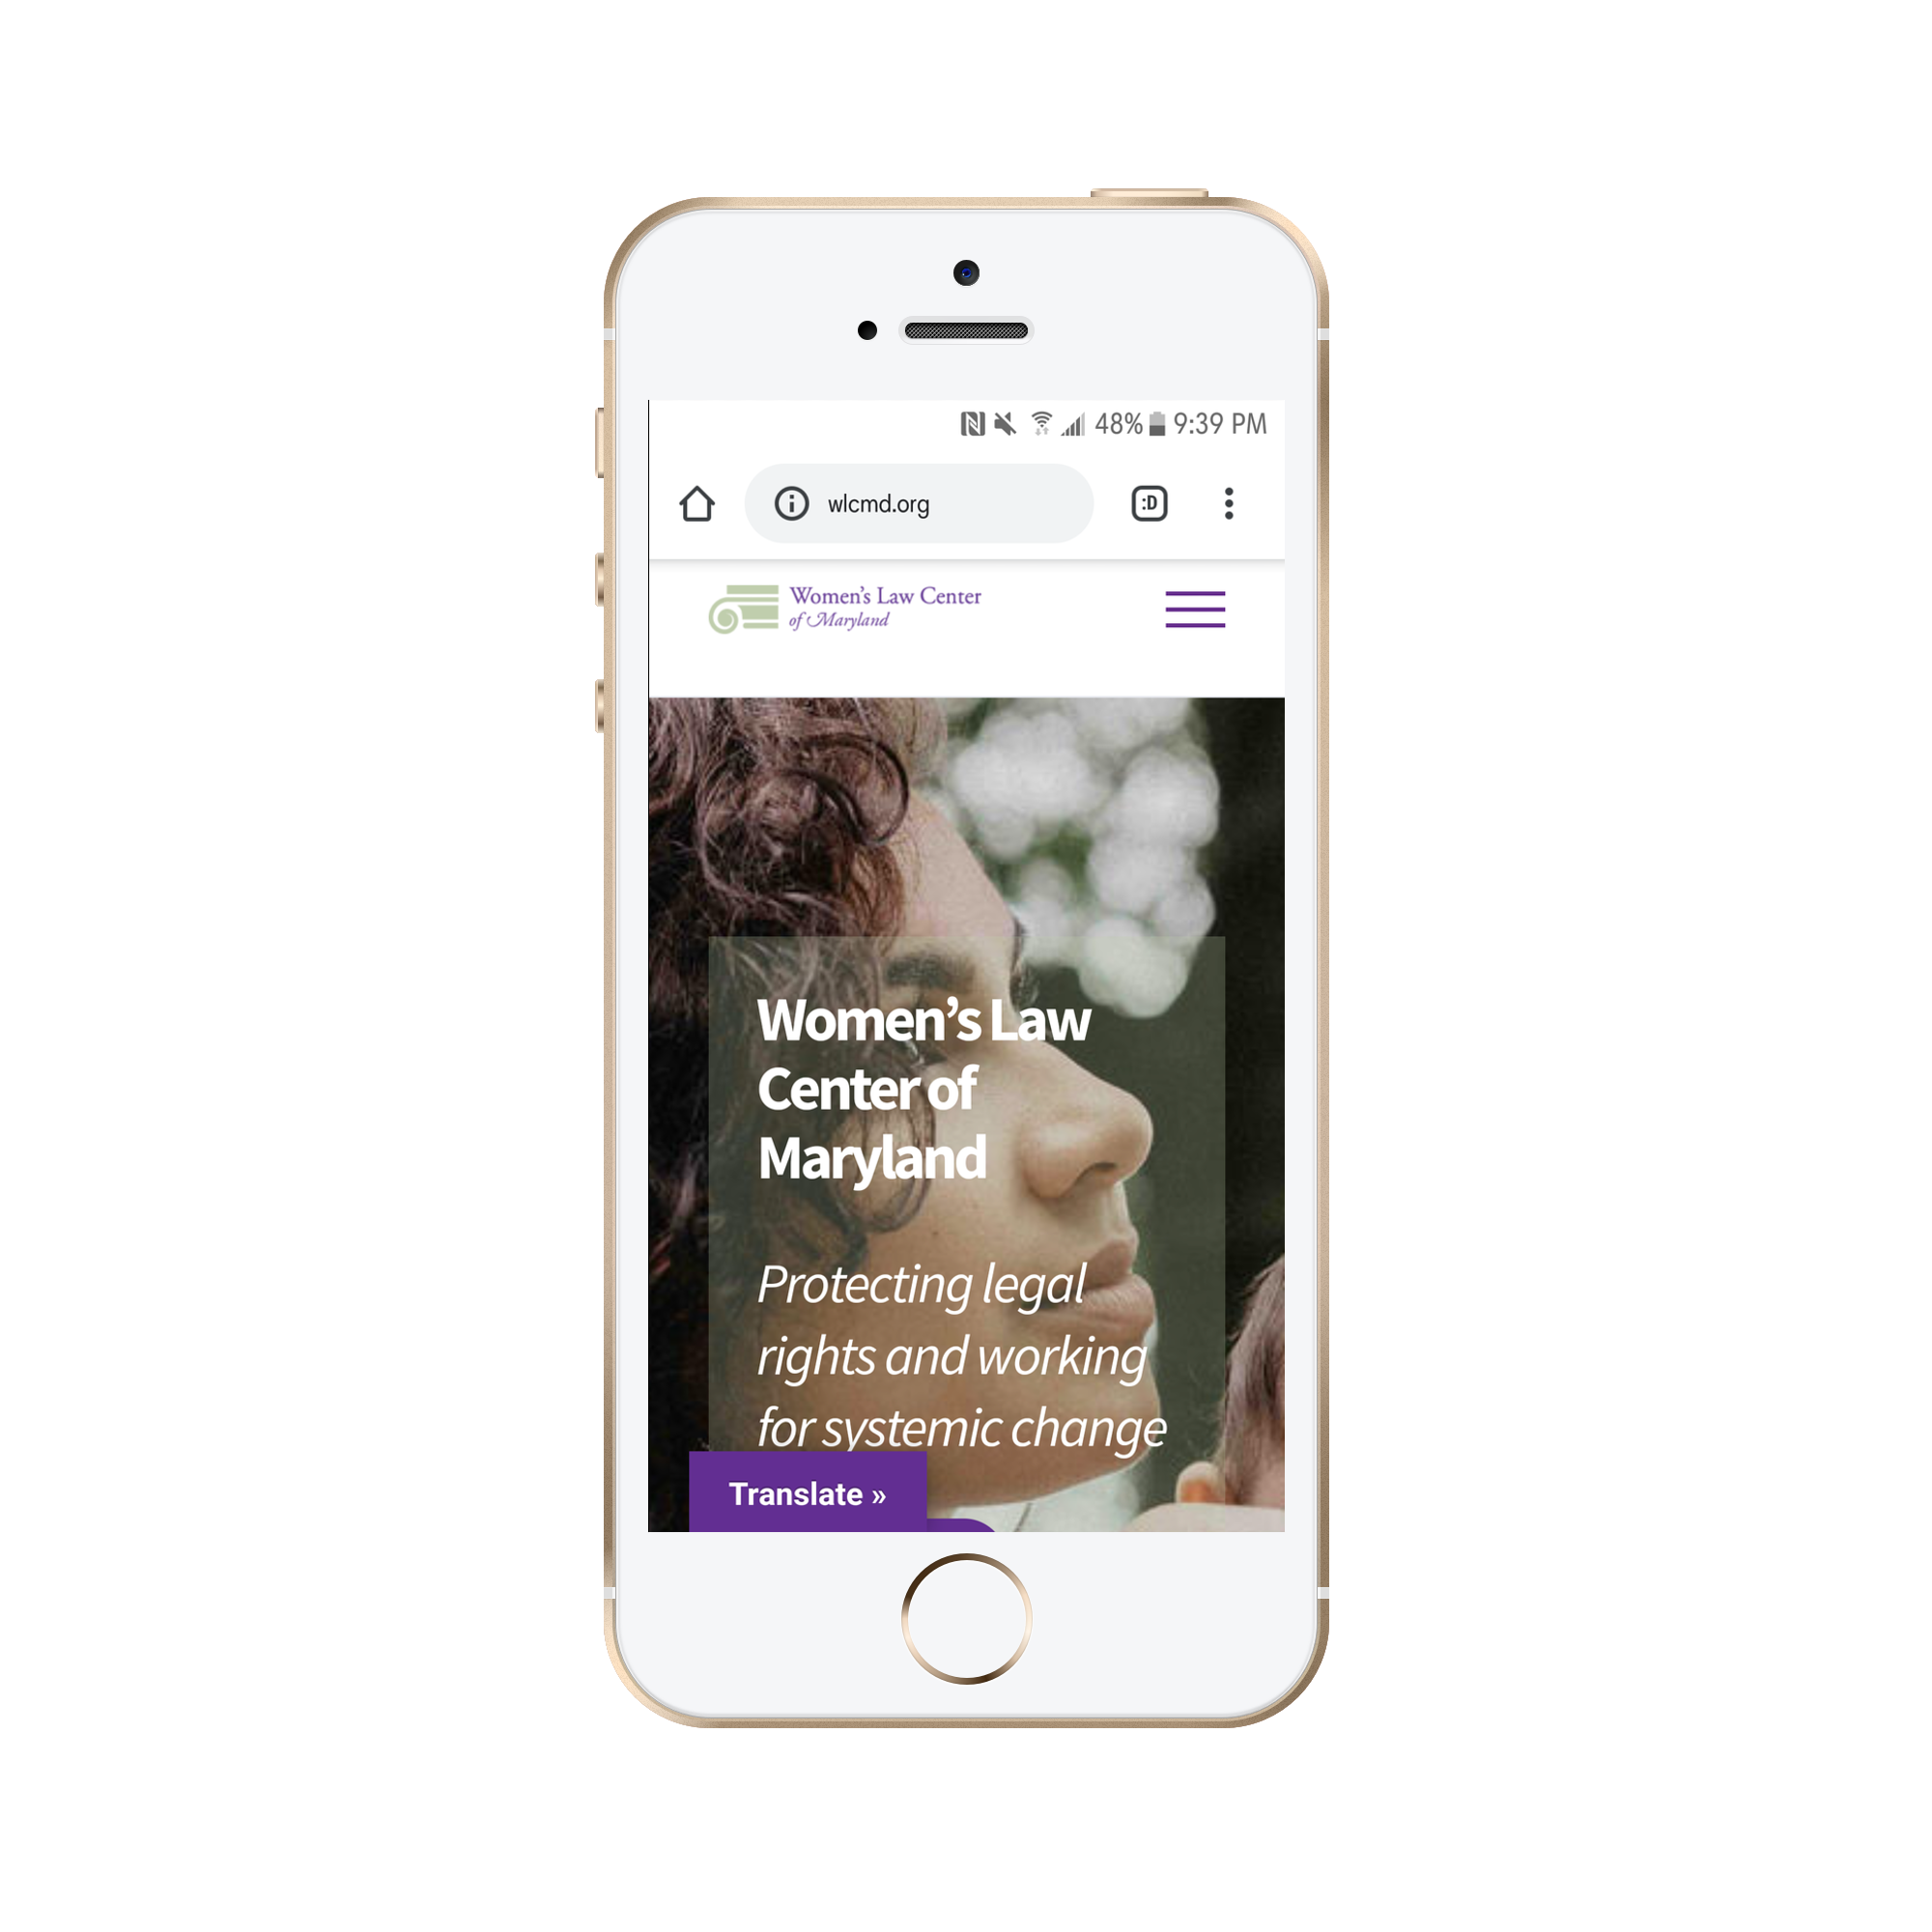 48% 9:39 PM
wlcmd.org :D
Women's Law Center
of Maryland
Women's Law
Center of
Maryland
Protecting legal
rights and working
for systemic change
Translate »